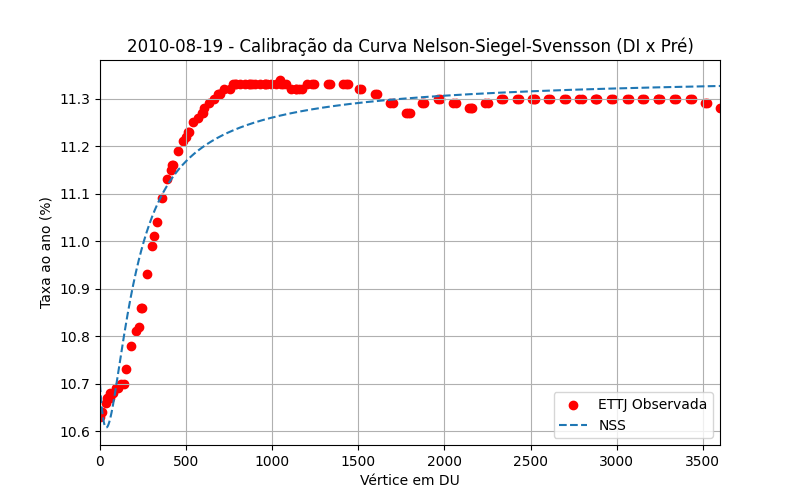 2010-08-19 - Calibração da Curva Nelson-Siegel-Svensson (DI x Pré)
Taxa ao ano (%)
11.3
11.2
11.1
11.0
10.9
10.8
10.7
10.6
0 500 1000 1500 2000 2500 3000 3500
Vértice em DU
ETTJ Observada
NSS